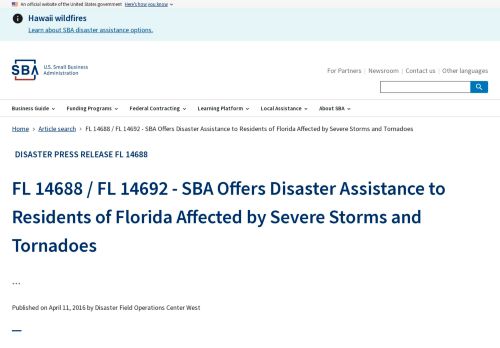 An official website of the United States government Here's how you know
Hawaii wildfires
Learn about SBA disaster assistance options.
SBA
U.S. Small Business
Administration
For Partners Newsroom Contact us Other languages
Business Guide Funding Programs Federal Contracting Learning Platform Local Assistance About SBA
Home Article search FL 14688 / FL 14692 - SBA Offers Disaster Assistance to Residents of Florida Affected by Severe Storms and Tornadoes
DISASTER PRESS RELEASE FL 14688
FL 14688 / FL 14692 - SBA Offers Disaster Assistance to
Residents of Florida Affected by Severe Storms and
Tornadoes
...
Published on April 11, 2016 by Disaster Field Operations Center West